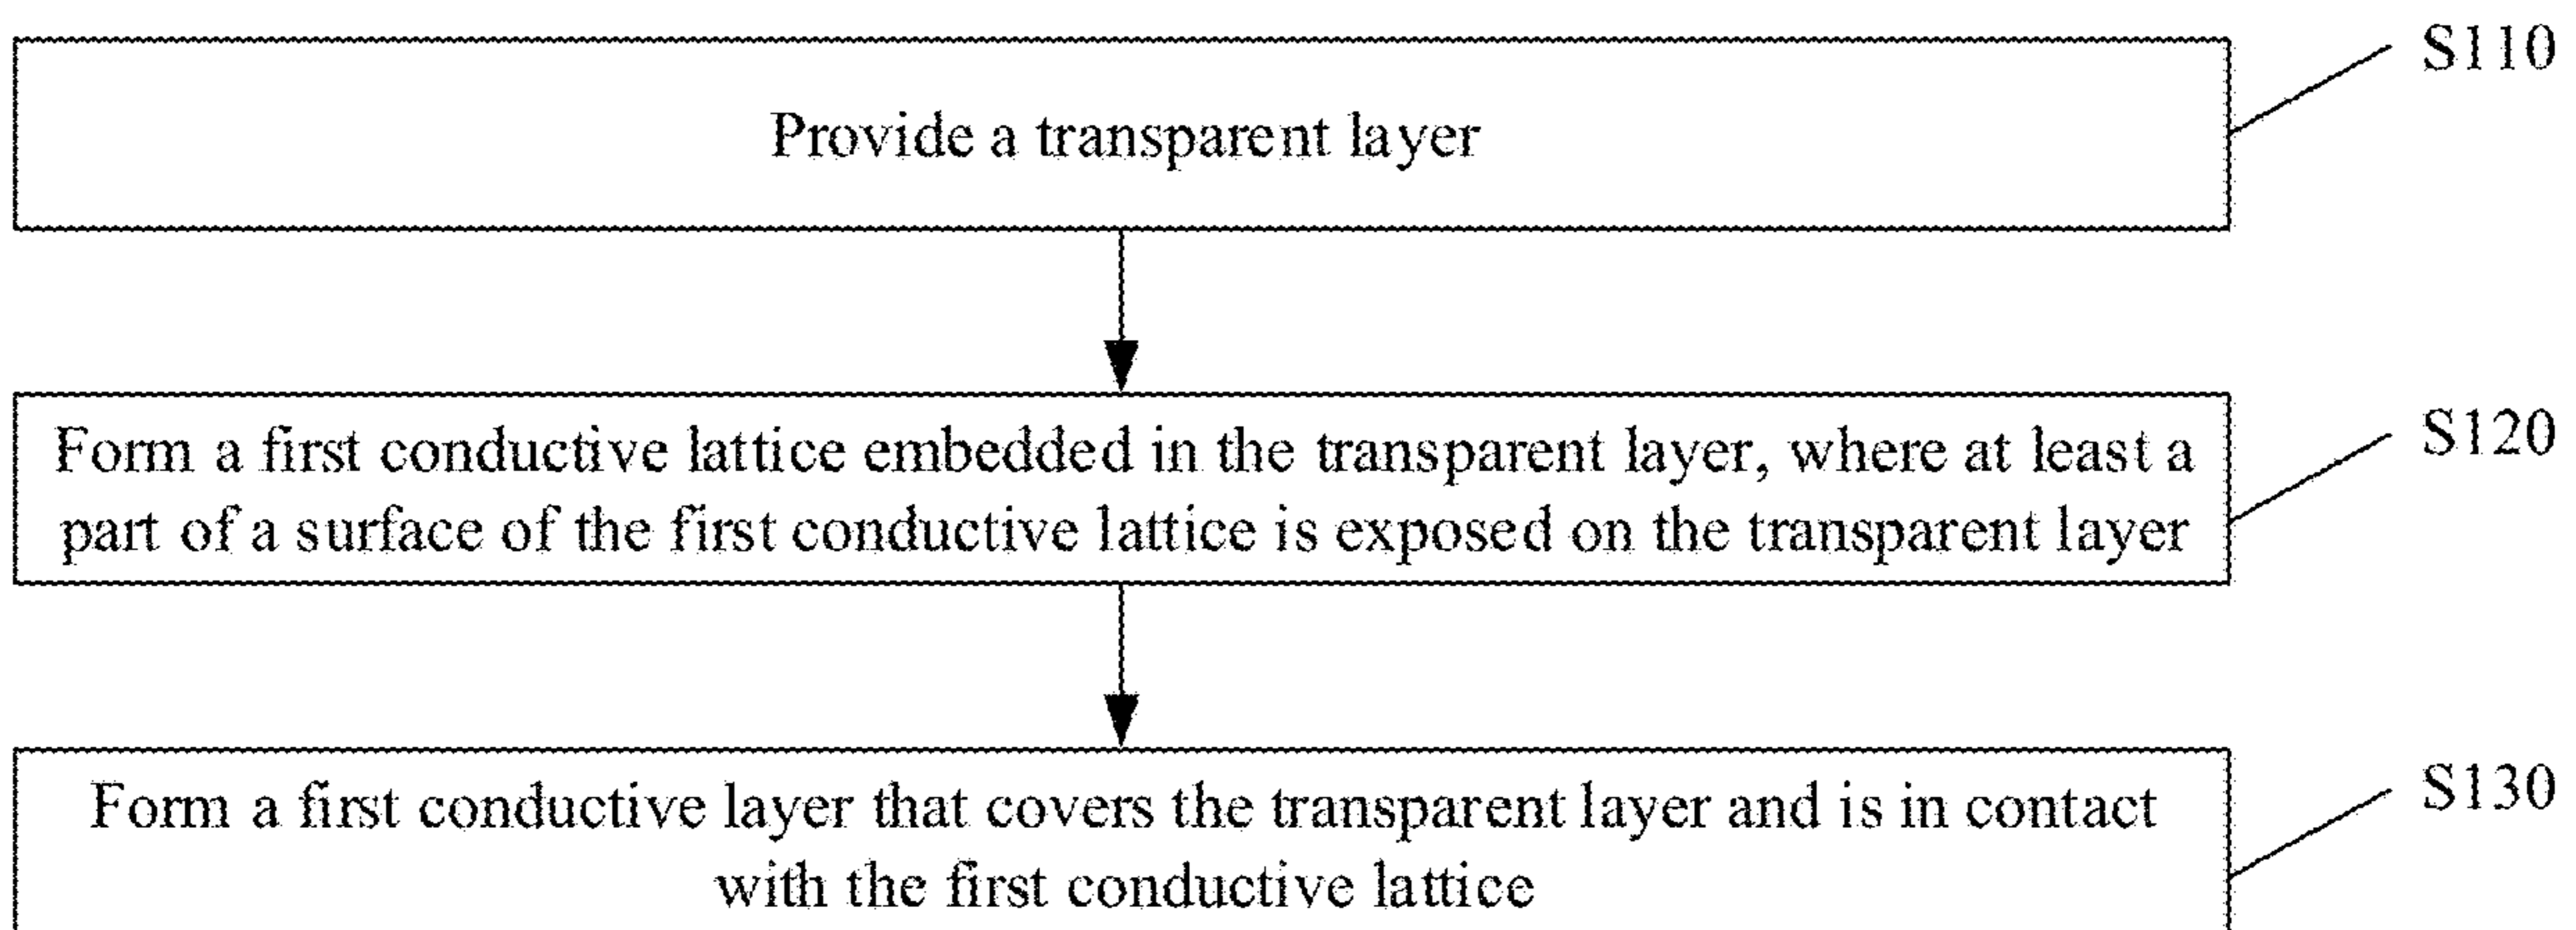 S110
Provide a transparent layer
S120
Form a first conductive lattice embedded in the transparent layer, where at least a
part of a surface of the first conductive lattice is exposed on the transparent layer
S130
Form a first conductive layer that covers the transparent layer and is in contact
with the first conductive lattice